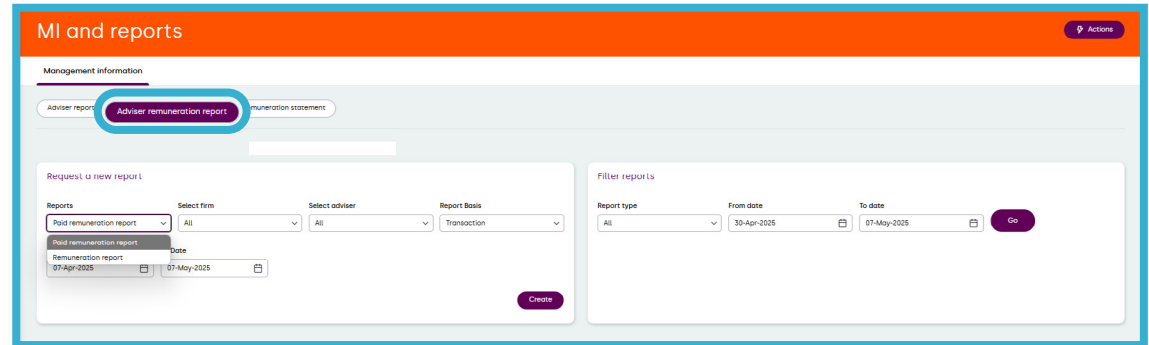 MI and reports
Actions
Management information
Adviser report
Adviser remuneration report
muneration statement
Request a new report
Filter reports
Reports Select firm Select adviser Report Basis
Report type From date To date
Paid remuneration report All All Transaction
All 30-Apr-2025 07-May-2025 Go
Paid remuneration report
Remuneration report
Date
07-Apr-2025 07-May-2025
Create